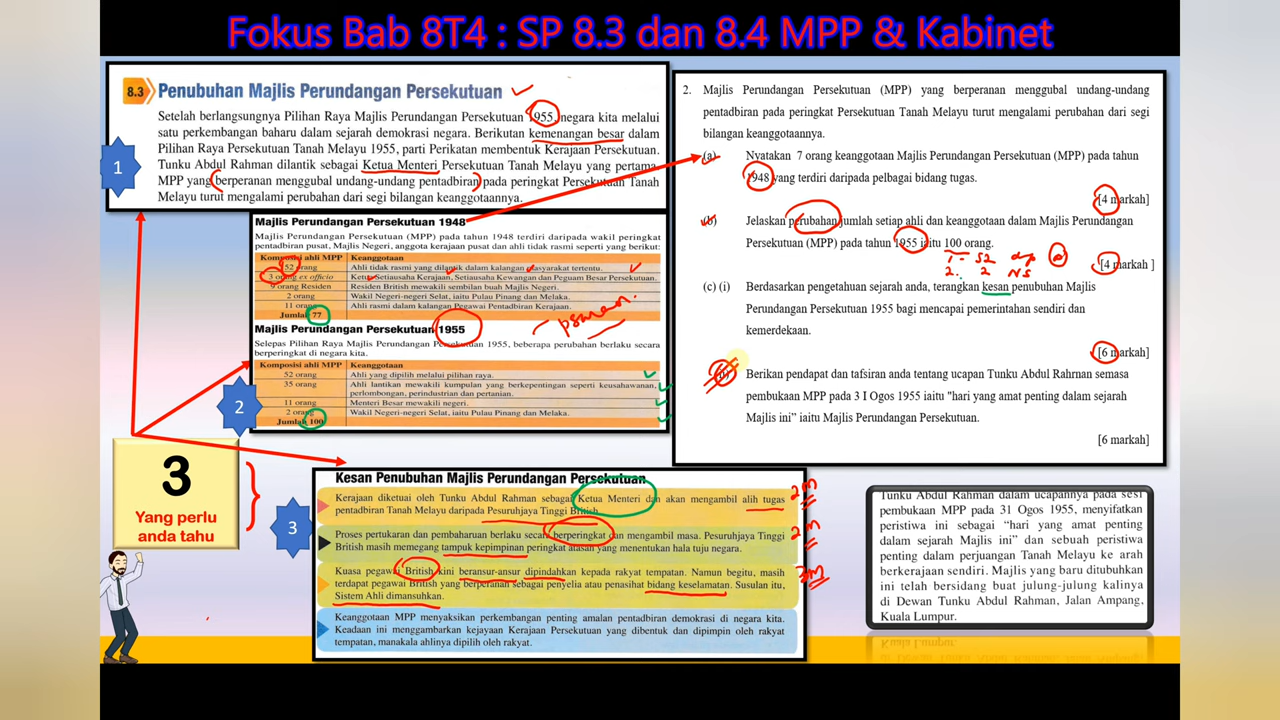 Fokus Bab 8T4 : SP 8.3 dan 8.4 MPP & Kabinet
8.3 Penubuhan Majlis Perundangan Persekutuan
Setelah berlangsungnya Pilihan Raya Majlis Perundangan Persekutuan 1955, negara kita melalui
satu perkembangan baharu dalam sejarah demokrasi negara. Berikutan kemenangan besar dalam
Pilihan Raya Persekutuan Tanah Melayu 1955, parti Perikatan membentuk Kerajaan Persekutuan.
Tunku Abdul Rahman dilantik sebagai Ketua Menteri Persekutuan Tanah Melayu yang pertama.
MPP yang berperanan menggubal undang-undang pentadbiran pada peringkat Persekutuan Tanah
Melayu turut mengalami perubahan dari segi bilangan keanggotaannya.
1
Majlis Perundangan Persekutuan 1948
Majlis Perundangan Persekutuan (MPP) pada tahun 1948 terdiri daripada wakil peringkat
pentadbiran pusat, Majlis Negeri, anggota kerajaan pusat dan ahli tidak rasmi seperti yang berikut:
Komposisi ahli MPP Keanggotaan
52 orang Ahli tidak rasmi yang dilantik dalam kalangan masyarakat tertentu.
3 orang ex officio Ketua Setiausaha Kerajaan, Setiausaha Kewangan dan Peguam Besar Persekutuan.
9 orang Residen British mewakili sembilan buah Majlis Negeri.
2 orang Wakil Negeri-negeri Selat, iaitu Pulau Pinang dan Melaka.
11 orang Ahli rasmi dalam kalangan Pegawai Pentadbiran Kerajaan.
Jumlah 77
Majlis Perundangan Persekutuan 1955
Selepas Pilihan Raya Majlis Perundangan Persekutuan 1955, beberapa perubahan berlaku secara
berperingkat di negara kita.
Komposisi ahli MPP Keanggotaan
52 orang Ahli yang dipilih melalui pilihan raya.
35 orang Ahli lantikan mewakili kumpulan yang berkepentingan seperti keusahawanan,
perlombongan, perindustrian dan pertanian.
11 orang Menteri Besar mewakili negeri.
2 orang Wakil Negeri-negeri Selat, iaitu Pulau Pinang dan Melaka.
Jumlah 100
2
3
Yang perlu
anda tahu
Kesan Penubuhan Majlis Perundangan Persekutuan
Kerajaan diketuai oleh Tunku Abdul Rahman sebagai Ketua Menteri dan akan mengambil alih tugas
pentadbiran Tanah Melayu daripada Pesuruhjaya Tinggi British.
2m
Proses pertukaran dan pembaharuan berlaku secara berperingkat dan mengambil masa. Pesuruhjaya Tinggi
British masih memegang tampuk kepimpinan peringkat atasan yang menentukan hala tuju negara.
2m
Kuasa pegawai British kini beransur-ansur dipindahkan kepada rakyat tempatan. Namun begitu, masih
terdapat pegawai British yang berperanan sebagai penyelia atau penasihat bidang keselamatan. Susulan itu,
Sistem Ahli dimansuhkan.
Keanggotaan MPP menyaksikan perkembangan penting amalan pentadbiran demokrasi di negara kita.
Keadaan ini menggambarkan kejayaan Kerajaan Persekutuan yang dibentuk dan dipimpin oleh rakyat
tempatan, manakala ahlinya dipilih oleh rakyat.
3
2. Majlis Perundangan Persekutuan (MPP) yang berperanan menggubal undang-undang
pentadbiran pada peringkat Persekutuan Tanah Melayu turut mengalami perubahan dari segi
bilangan keanggotaannya.
(a) Nyatakan 7 orang keanggotaan Majlis Perundangan Persekutuan (MPP) pada tahun
1948 yang terdiri daripada pelbagai bidang tugas.
[4 markah]
(b) Jelaskan perubahan jumlah setiap ahli dan keanggotaan dalam Majlis Perundangan
Persekutuan (MPP) pada tahun 1955 iaitu 100 orang.
1 - 52
2. 2 NS
[4 markah ]
(c) (i) Berdasarkan pengetahuan sejarah anda, terangkan kesan penubuhan Majlis
Perundangan Persekutuan 1955 bagi mencapai pemerintahan sendiri dan
kemerdekaan.
[6 markah]
Berikan pendapat dan tafsiran anda tentang ucapan Tunku Abdul Rahman semasa
pembukaan MPP pada 3 I Ogos 1955 iaitu "hari yang amat penting dalam sejarah
Majlis ini" iaitu Majlis Perundangan Persekutuan.
[6 markah]
Tunku Abdul Rahman dalam ucapannya pada sesi
pembukaan MPP pada 31 Ogos 1955, menyifatkan
peristiwa ini sebagai "hari yang amat penting
dalam sejarah Majlis ini" dan sebuah peristiwa
penting dalam perjuangan Tanah Melayu ke arah
berkerajaan sendiri. Majlis yang baru ditubuhkan
ini telah bersidang buat julung-julung kalinya
di Dewan Tunku Abdul Rahman, Jalan Ampang,
Kuala Lumpur.